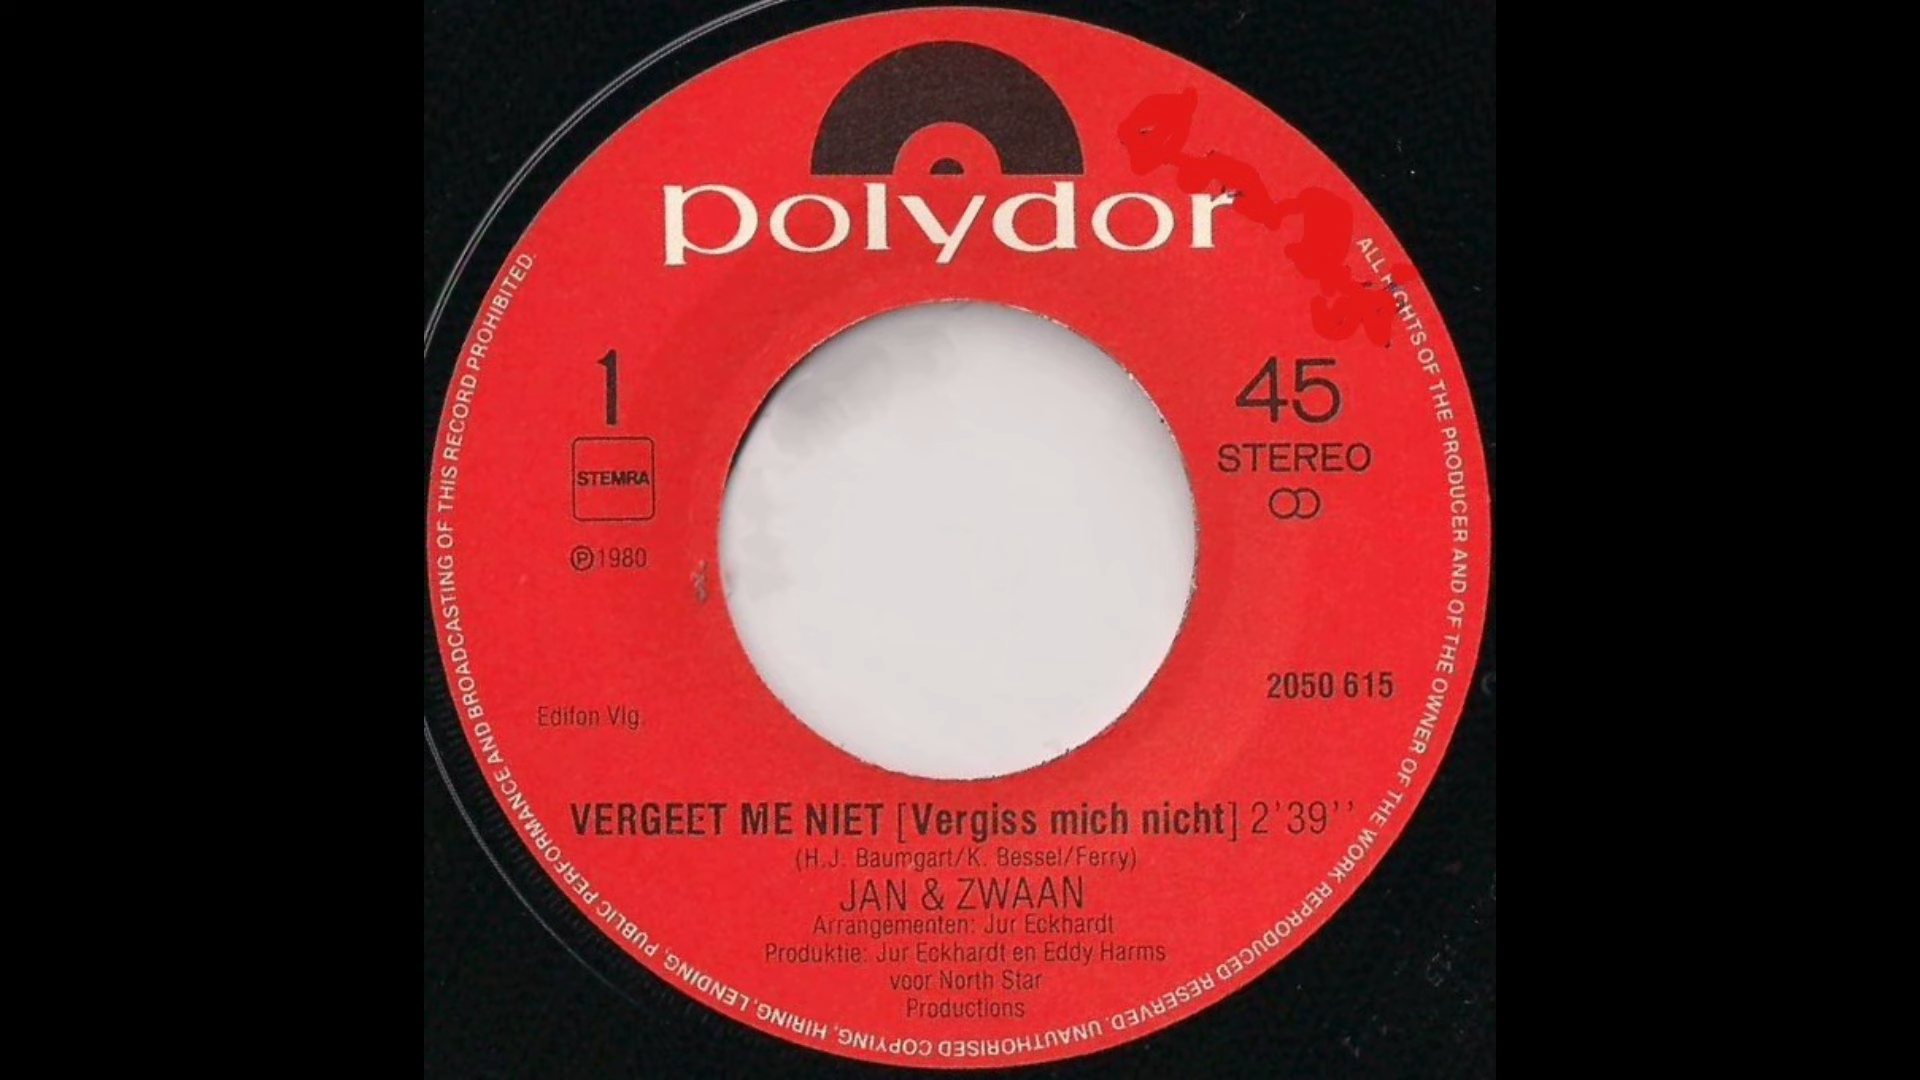 polydor
1
STEMRA
℗1980
45
STEREO
2050 615
Edifon Vlg.
VERGEET ME NIET [Vergiss mich nicht] 2'39''
(H.J. Baumgart/K. Bessel/Ferry)
JAN & ZWAAN
Arrangementen: Jur Eckhardt
Produktie: Jur Eckhardt en Eddy Harms
voor North Star
Productions
ALL RIGHTS OF THE PRODUCER AND OF THE OWNER OF THE WORK REPRODUCED RESERVED. UNAUTHORISED COPYING, HIRING, LENDING, PUBLIC PERFORMANCE AND BROADCASTING OF THIS RECORD PROHIBITED.